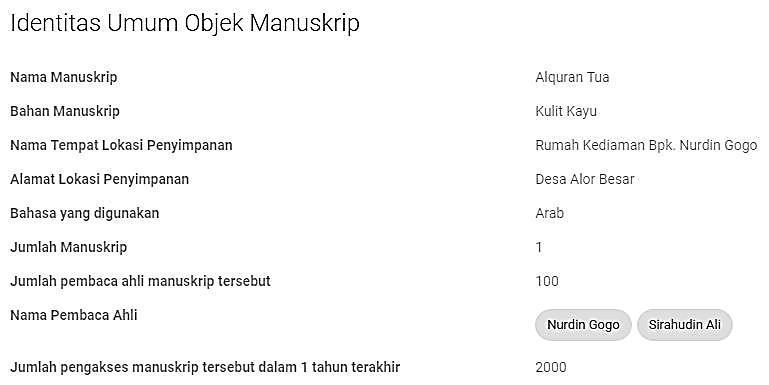 Identitas Umum Objek Manuskrip
Nama Manuskrip Alquran Tua
Bahan Manuskrip Kulit Kayu
Nama Tempat Lokasi Penyimpanan Rumah Kediaman Bpk. Nurdin Gogo
Alamat Lokasi Penyimpanan Desa Alor Besar
Bahasa yang digunakan Arab
Jumlah Manuskrip 1
Jumlah pembaca ahli manuskrip tersebut 100
Nama Pembaca Ahli Nurdin Gogo Sirahudin Ali
Jumlah pengakses manuskrip tersebut dalam 1 tahun terakhir 2000